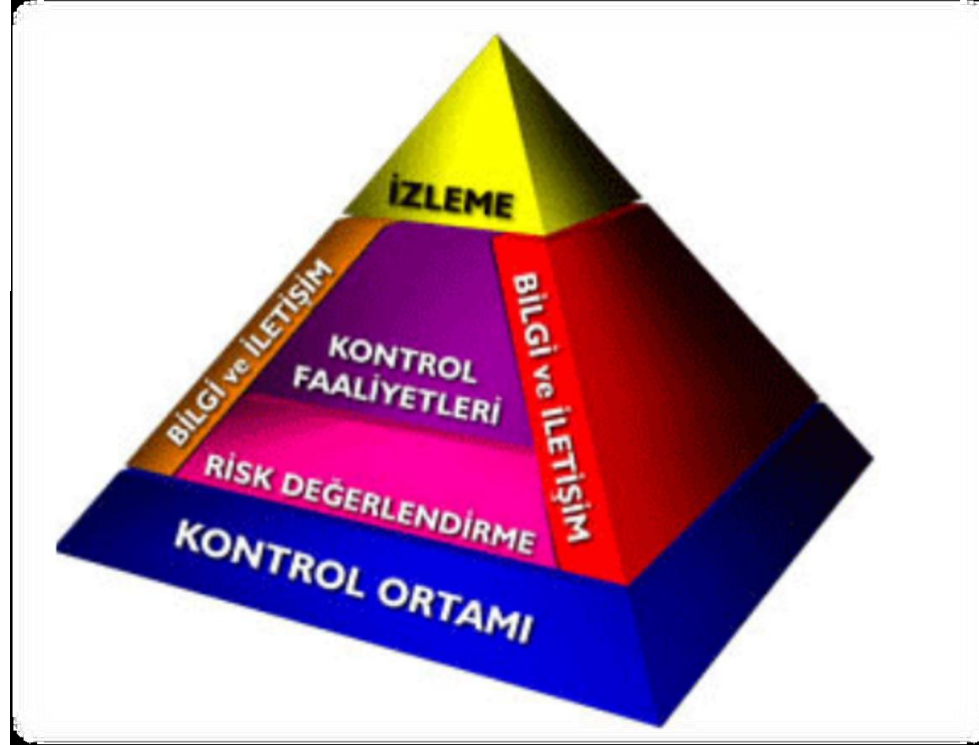 İZLEME
BİLGİ ve İLETİŞİM
KONTROL
FAALİYETLERİ
BİLGİ ve İLETİŞİM
RİSK DEĞERLENDİRME
KONTROL ORTAMI